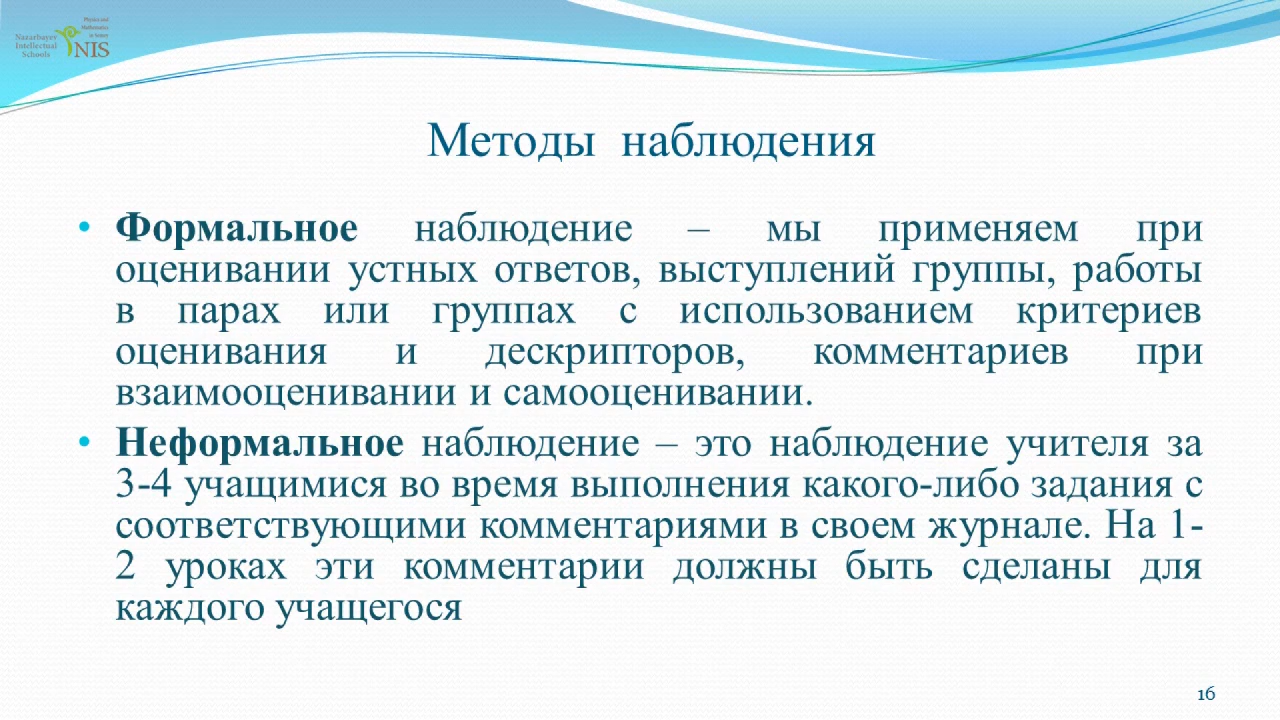 Nazarbayev
Intellectual
Schools
NIS
Physics and
Mathematics
Методы наблюдения
• Формальное наблюдение – мы применяем при
оценивании устных ответов, выступлений группы, работы
в парах или группах с использованием критериев
оценивания и дескрипторов, комментариев при
взаимооценивании и самооценивании.
• Неформальное наблюдение – это наблюдение учителя за
3-4 учащимися во время выполнения какого-либо задания с
соответствующими комментариями в своем журнале. На 1-
2 уроках эти комментарии должны быть сделаны для
каждого учащегося
16